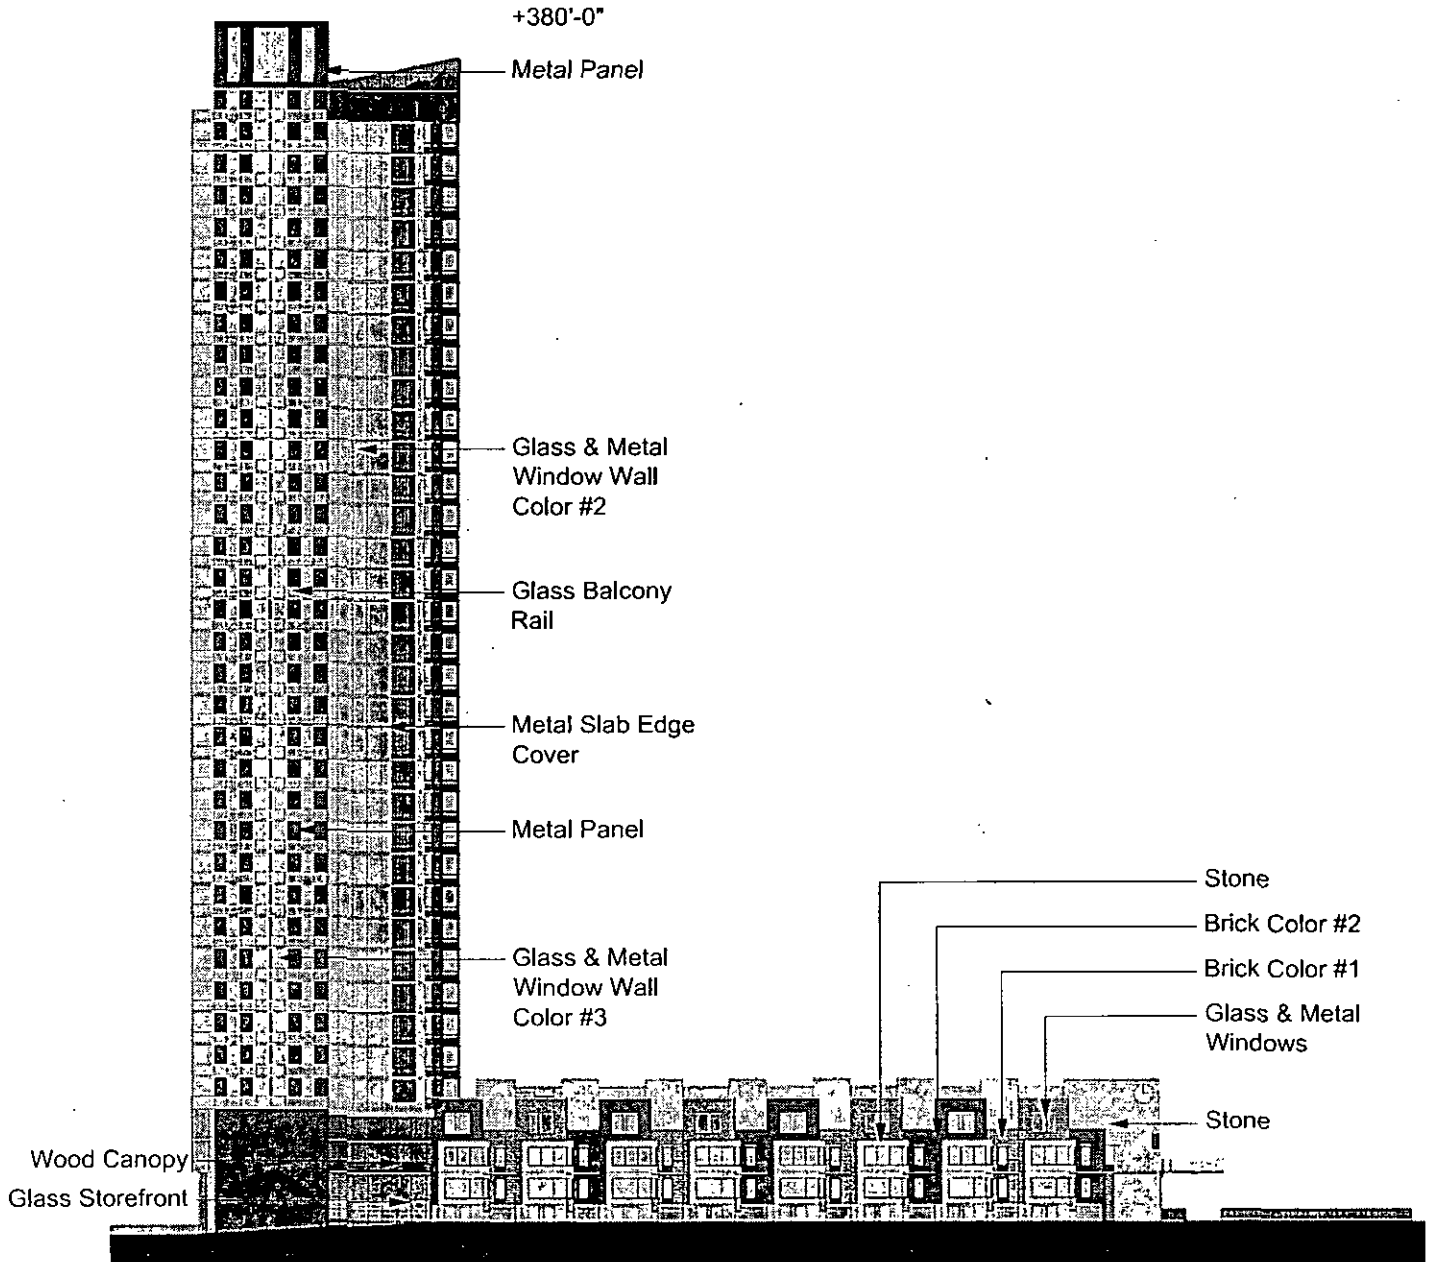 +380'-0"
Metal Panel
Glass & Metal
Window Wall
Color #2
Glass Balcony
Rail
Metal Slab Edge
Cover
Metal Panel
Glass & Metal
Window Wall
Color #3
Stone
Brick Color #2
Brick Color #1
Glass & Metal
Windows
Stone
Wood Canopy
Glass Storefront